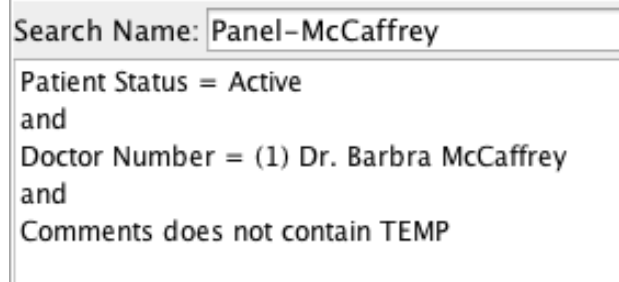 Search Name: Panel-McCaffrey
Patient Status = Active
and
Doctor Number = (1) Dr. Barbra McCaffrey
and
Comments does not contain TEMP